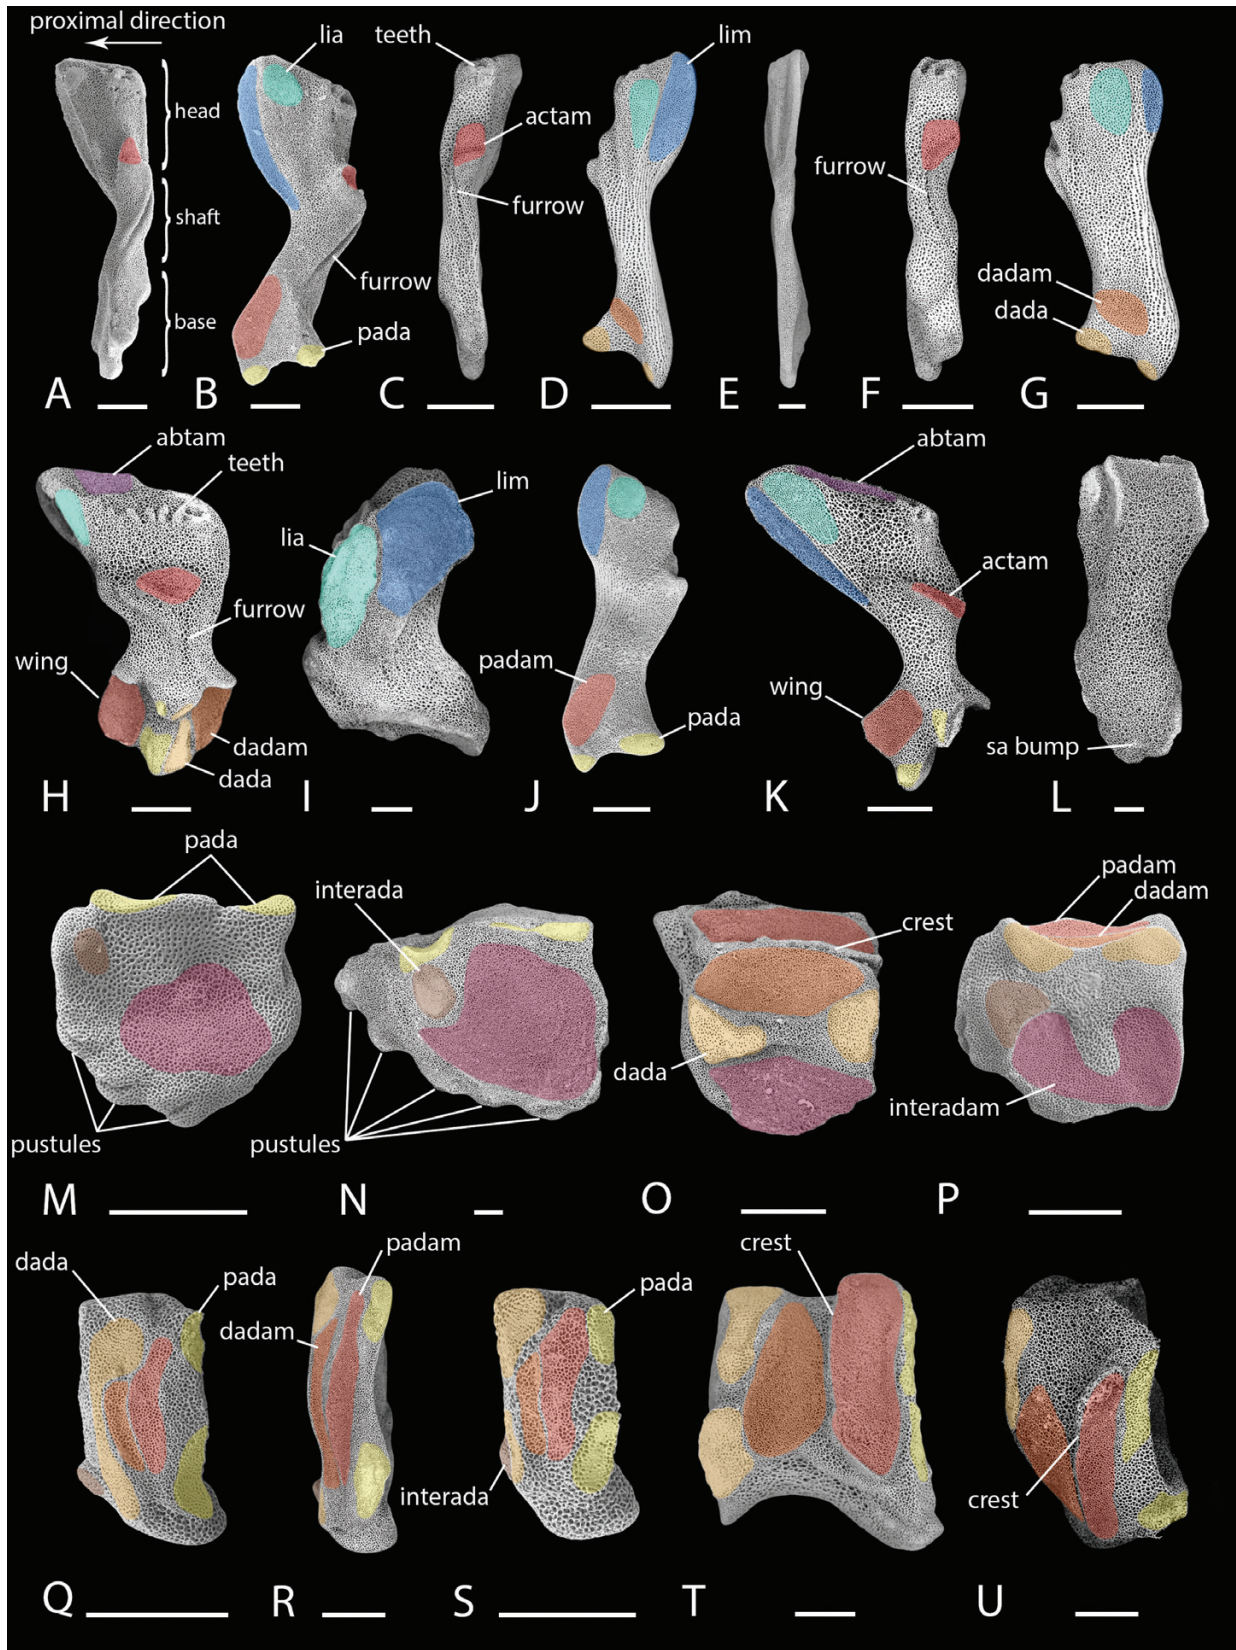 proximal direction
lia
teeth
lim
head
actam
shaft
furrow
furrow
furrow
dadam
dada
base
pada
A
B
C
D
E
F
G
abtam
teeth
lim
abtam
lia
actam
furrow
wing
padam
wing
pada
dadam
dada
sa bump
H
I
J
K
L
pada
interada
padam
dadam
crest
dada
interadam
pustules
pustules
M
N
O
P
dada
pada
padam
pada
crest
dadam
interada
crest
Q
R
S
T
U